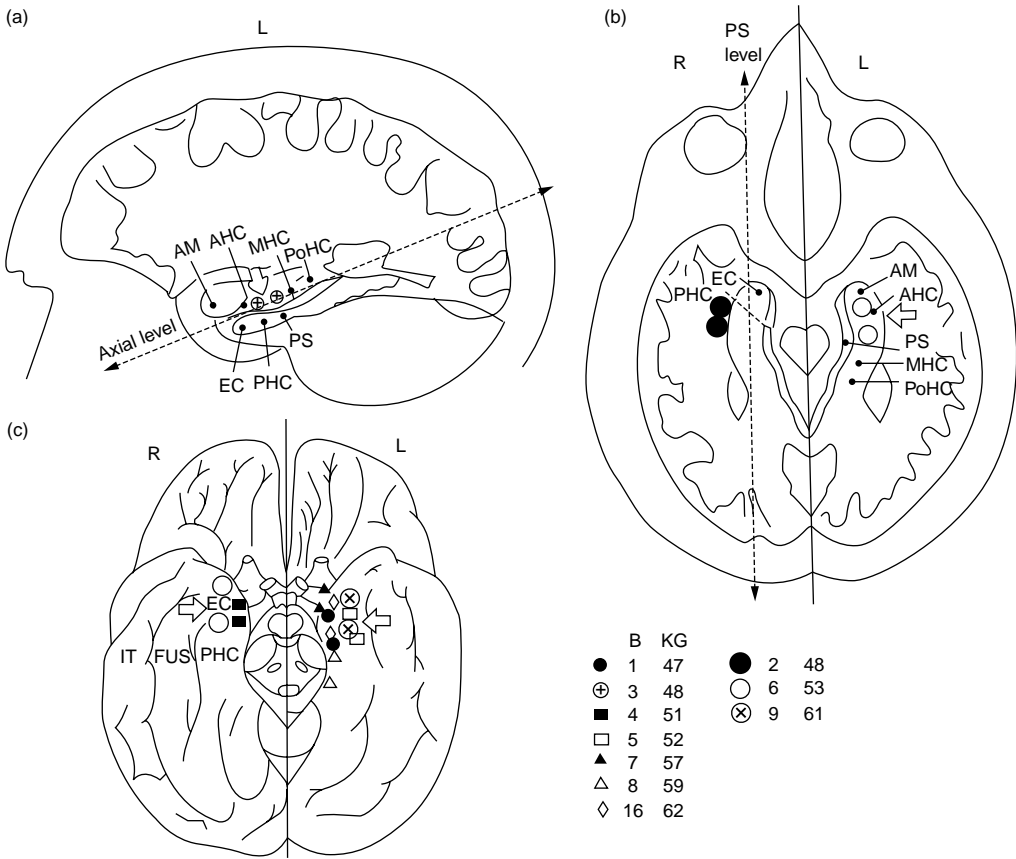 (a)
L
AM
AHC
MHC
PoHC
Axial level
EC
PHC
PS
(b)
PS
level
R
L
EC
PHC
AM
AHC
PS
MHC
PoHC
(c)
R
L
EC
IT
FUS
PHC
B KG
1 47
3 48
4 51
5 52
7 57
8 59
16 62
2 48
6 53
9 61